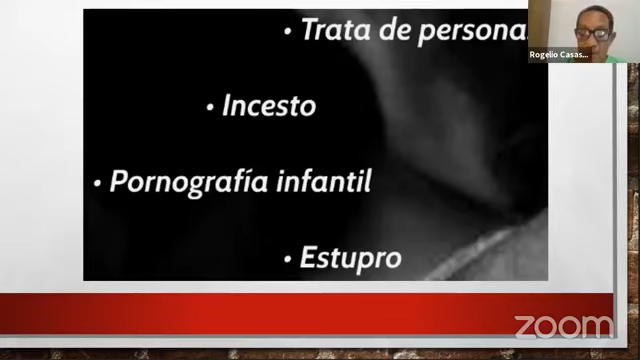 • Trata de persona
Rogelio Casas...
• Incesto
• Pornografía infantil
• Estupro
zoom